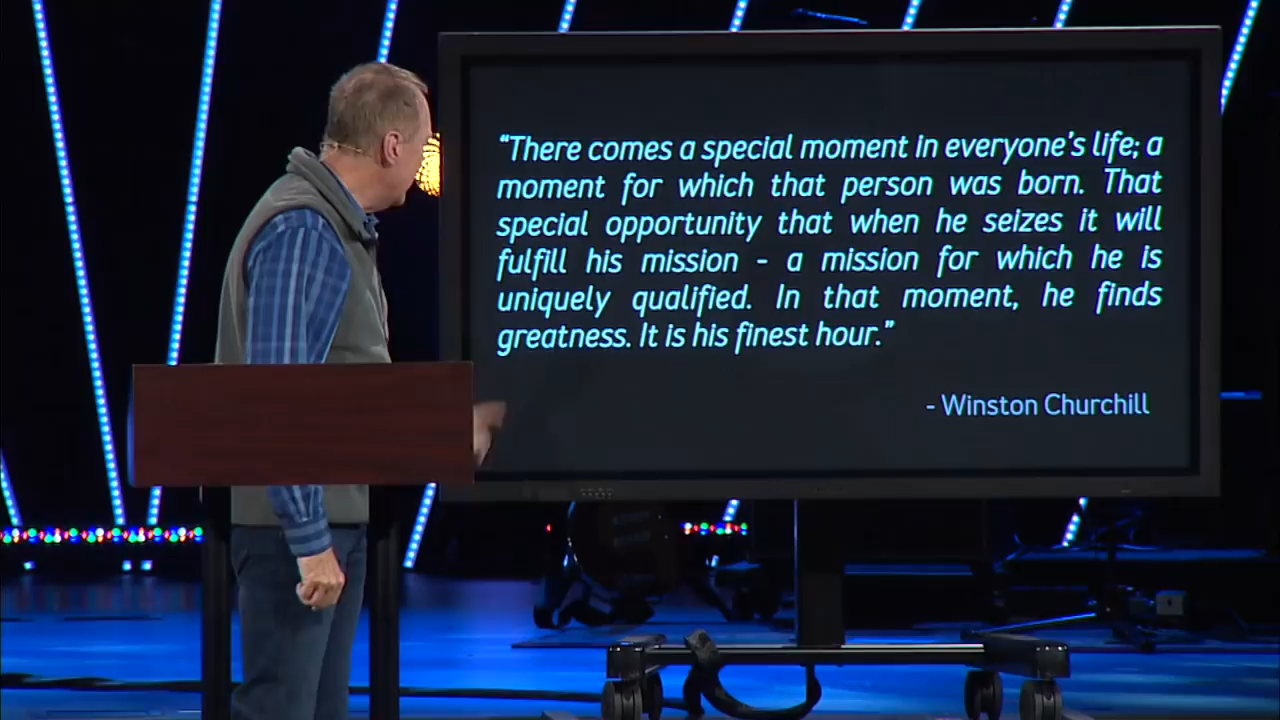 “There comes a special moment in everyone’s life; a
moment for which that person was born. That
special opportunity that when he seizes it will
fulfill his mission - a mission for which he is
uniquely qualified. In that moment, he finds
greatness. It is his finest hour.”
- Winston Churchill